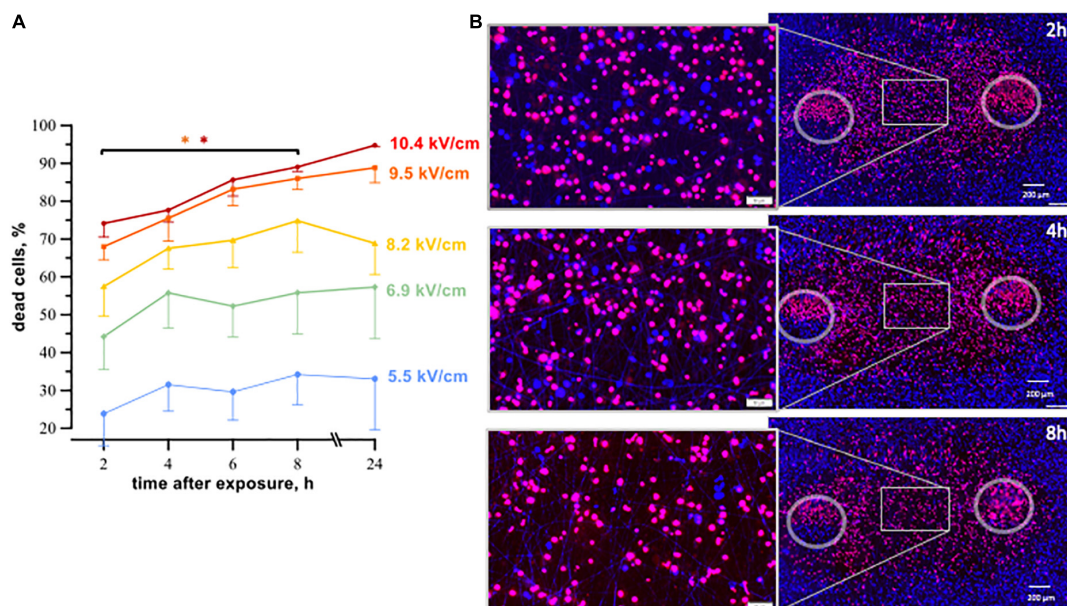 A
B
100
90
80
70
60
50
40
30
20
dead cells, %
* *
10.4 kV/cm
9.5 kV/cm
8.2 kV/cm
6.9 kV/cm
5.5 kV/cm
2 4 6 8 24
time after exposure, h
2h
200 µm
4h
200 µm
8h
200 µm